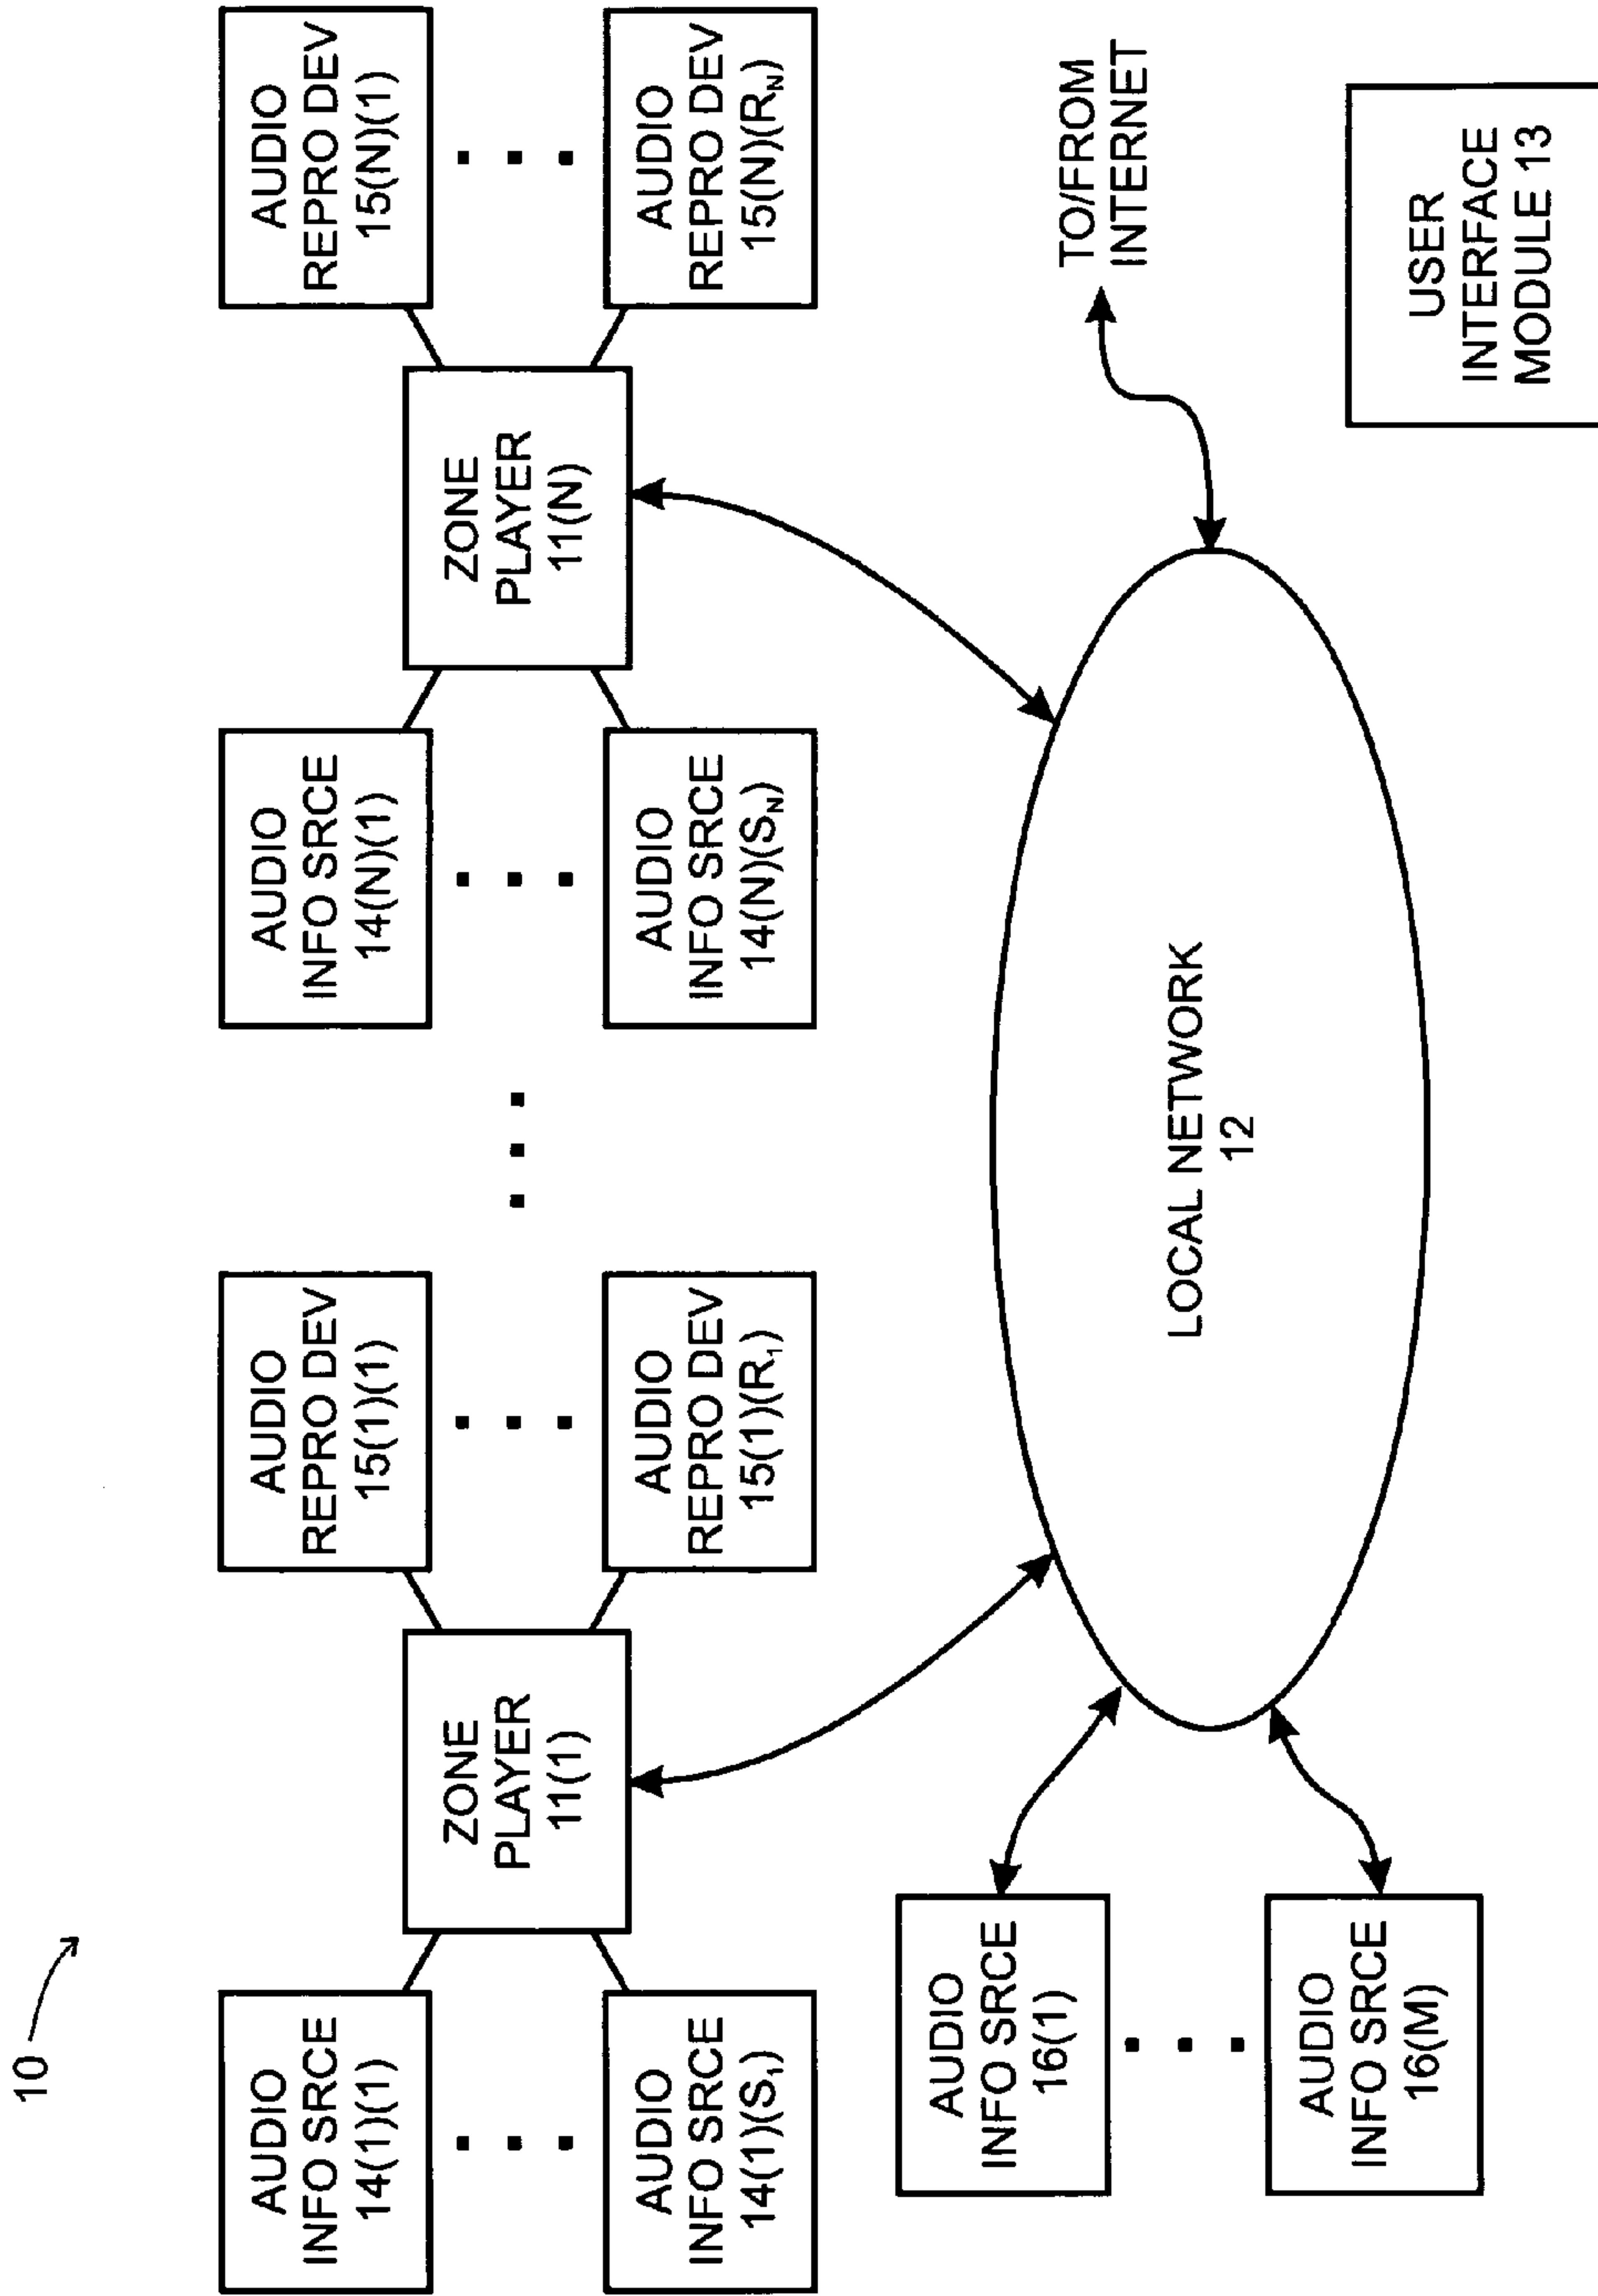 10
AUDIO
INFO SRCE
14(1)(1)
AUDIO
INFO SRCE
14(1)(S₁)
ZONE
PLAYER
11(1)
AUDIO
REPRO DEV
15(1)(1)
AUDIO
REPRO DEV
15(1)(R₁)
AUDIO
INFO SRCE
14(N)(1)
AUDIO
INFO SRCE
14(N)(Sₙ)
ZONE
PLAYER
11(N)
AUDIO
REPRO DEV
15(N)(1)
AUDIO
REPRO DEV
15(N)(Rₙ)
AUDIO
INFO SRCE
16(1)
AUDIO
INFO SRCE
16(M)
LOCAL NETWORK
12
TO/FROM
INTERNET
USER
INTERFACE
MODULE 13